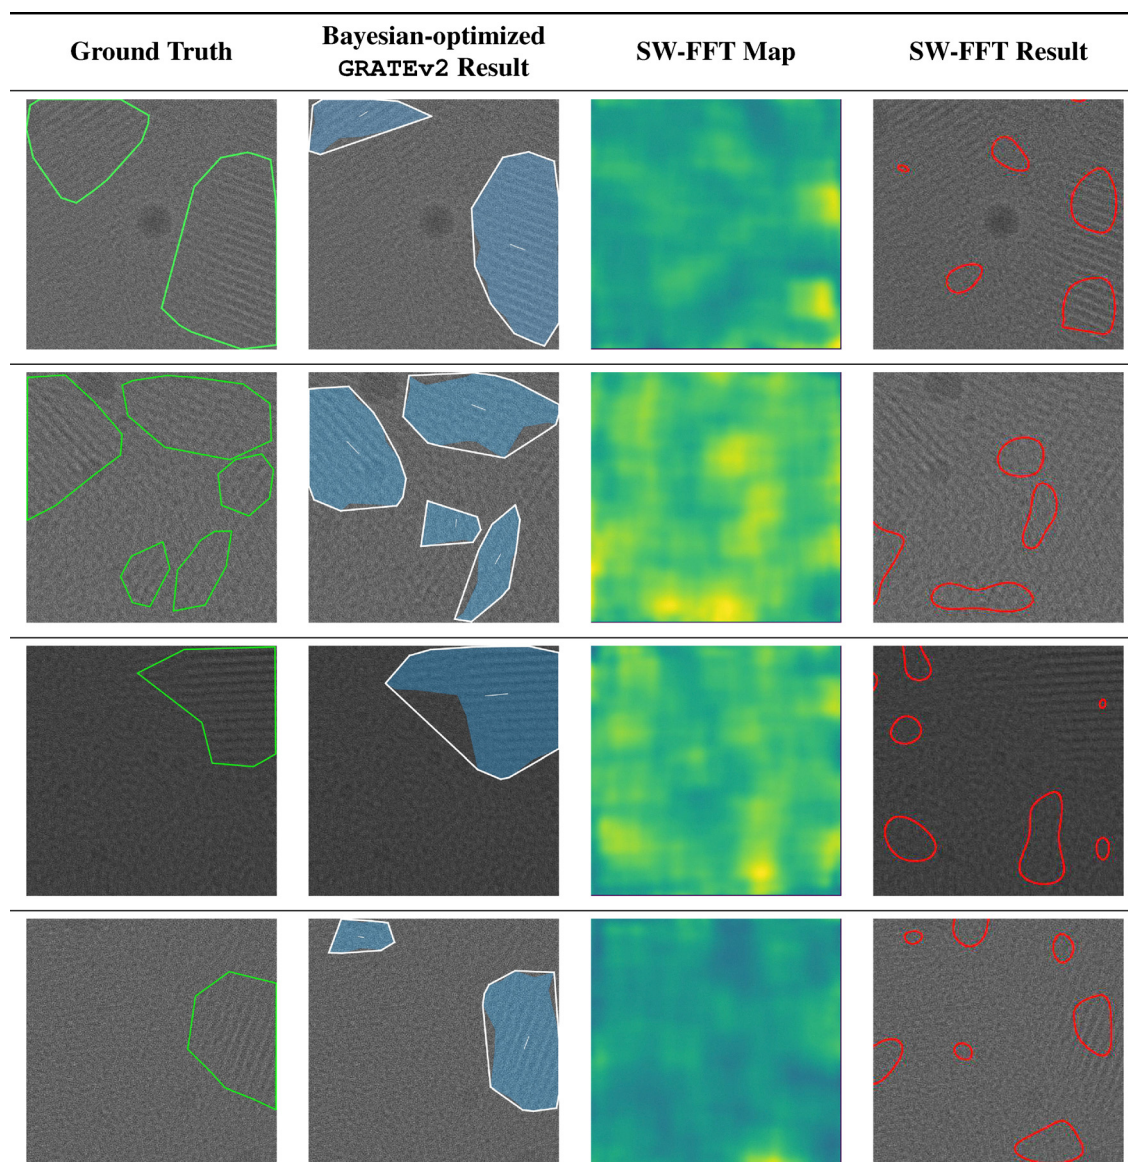 Ground Truth
Bayesian-optimized
GRATEv2 Result
SW-FFT Map
SW-FFT Result